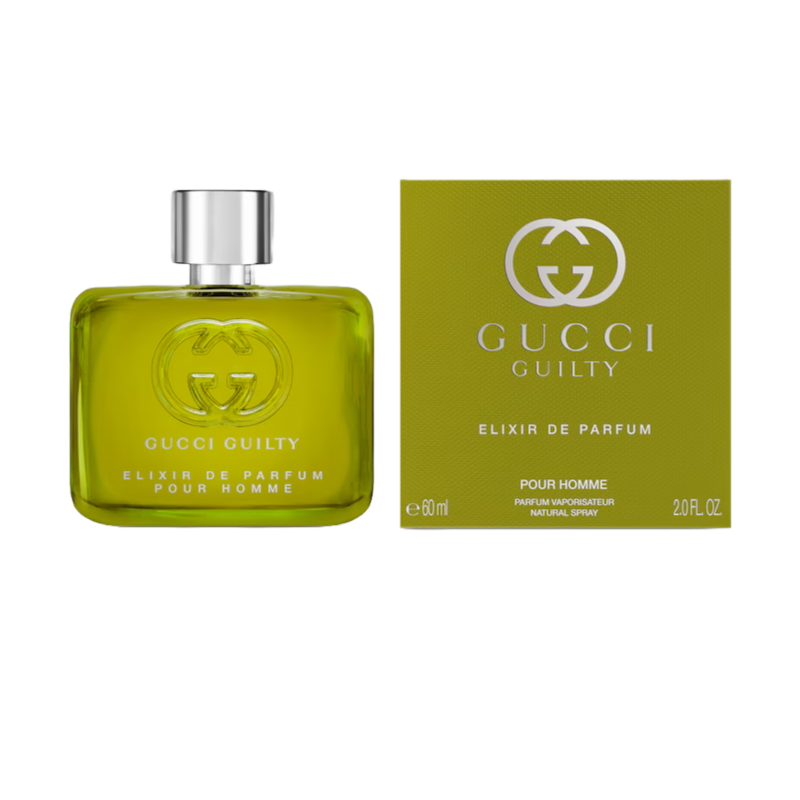 GUCCI GUILTY
ELIXIR DE PARFUM
POUR HOMME
GUCCI
GUILTY
ELIXIR DE PARFUM
POUR HOMME
PARFUM VAPORISATEUR
NATURAL SPRAY
℮ 60 ml
2.0 FL. OZ.